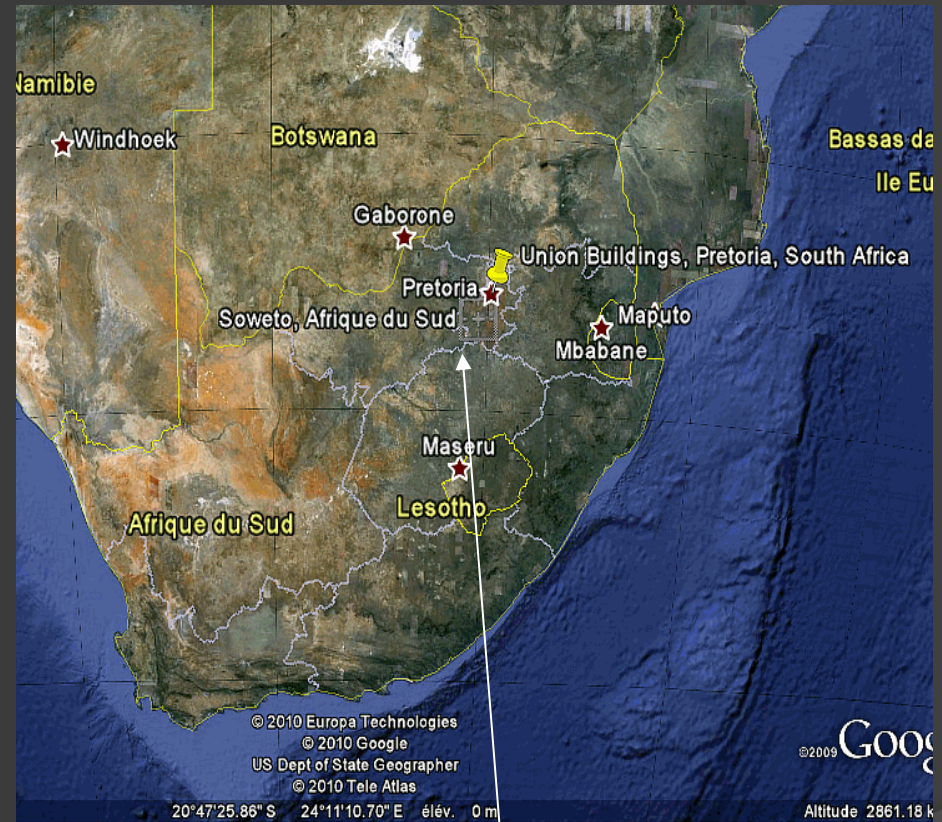 Namibie
Windhoek
Botswana
Bassas da
Ile Eu
Gaborone
Union Buildings, Pretoria, South Africa
Pretoria
Soweto, Afrique du Sud
Maputo
Mbabane
Maseru
Lesotho
Afrique du Sud
© 2010 Europa Technologies
© 2010 Google
US Dept of State Geographer
© 2010 Tele Atlas
©2009 Goog
20°47'25.86" S 24°11'10.70" E élév. 0 m
Altitude 2861.18 k